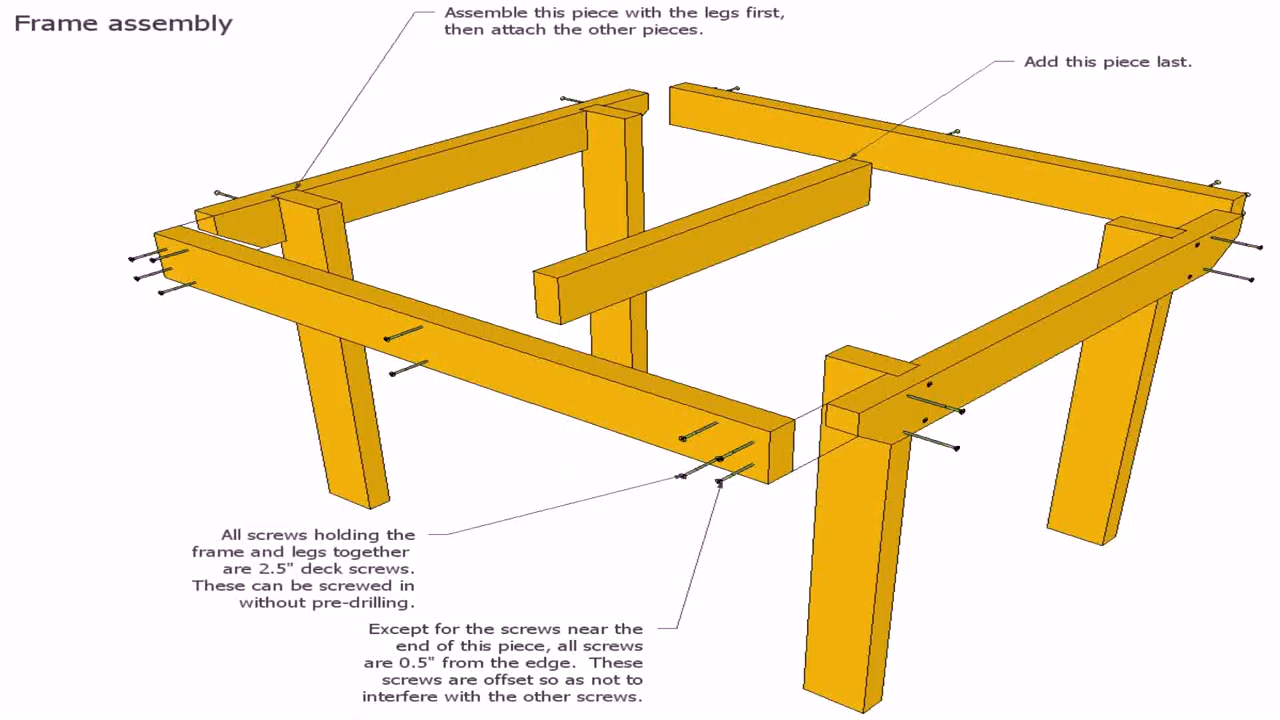 Frame assembly
Assemble this piece with the legs first,
then attach the other pieces.
Add this piece last.
All screws holding the
frame and legs together
are 2.5" deck screws.
These can be screwed in
without pre-drilling.
Except for the screws near the
end of this piece, all screws
are 0.5" from the edge.  These
screws are offset so as not to
interfere with the other screws.